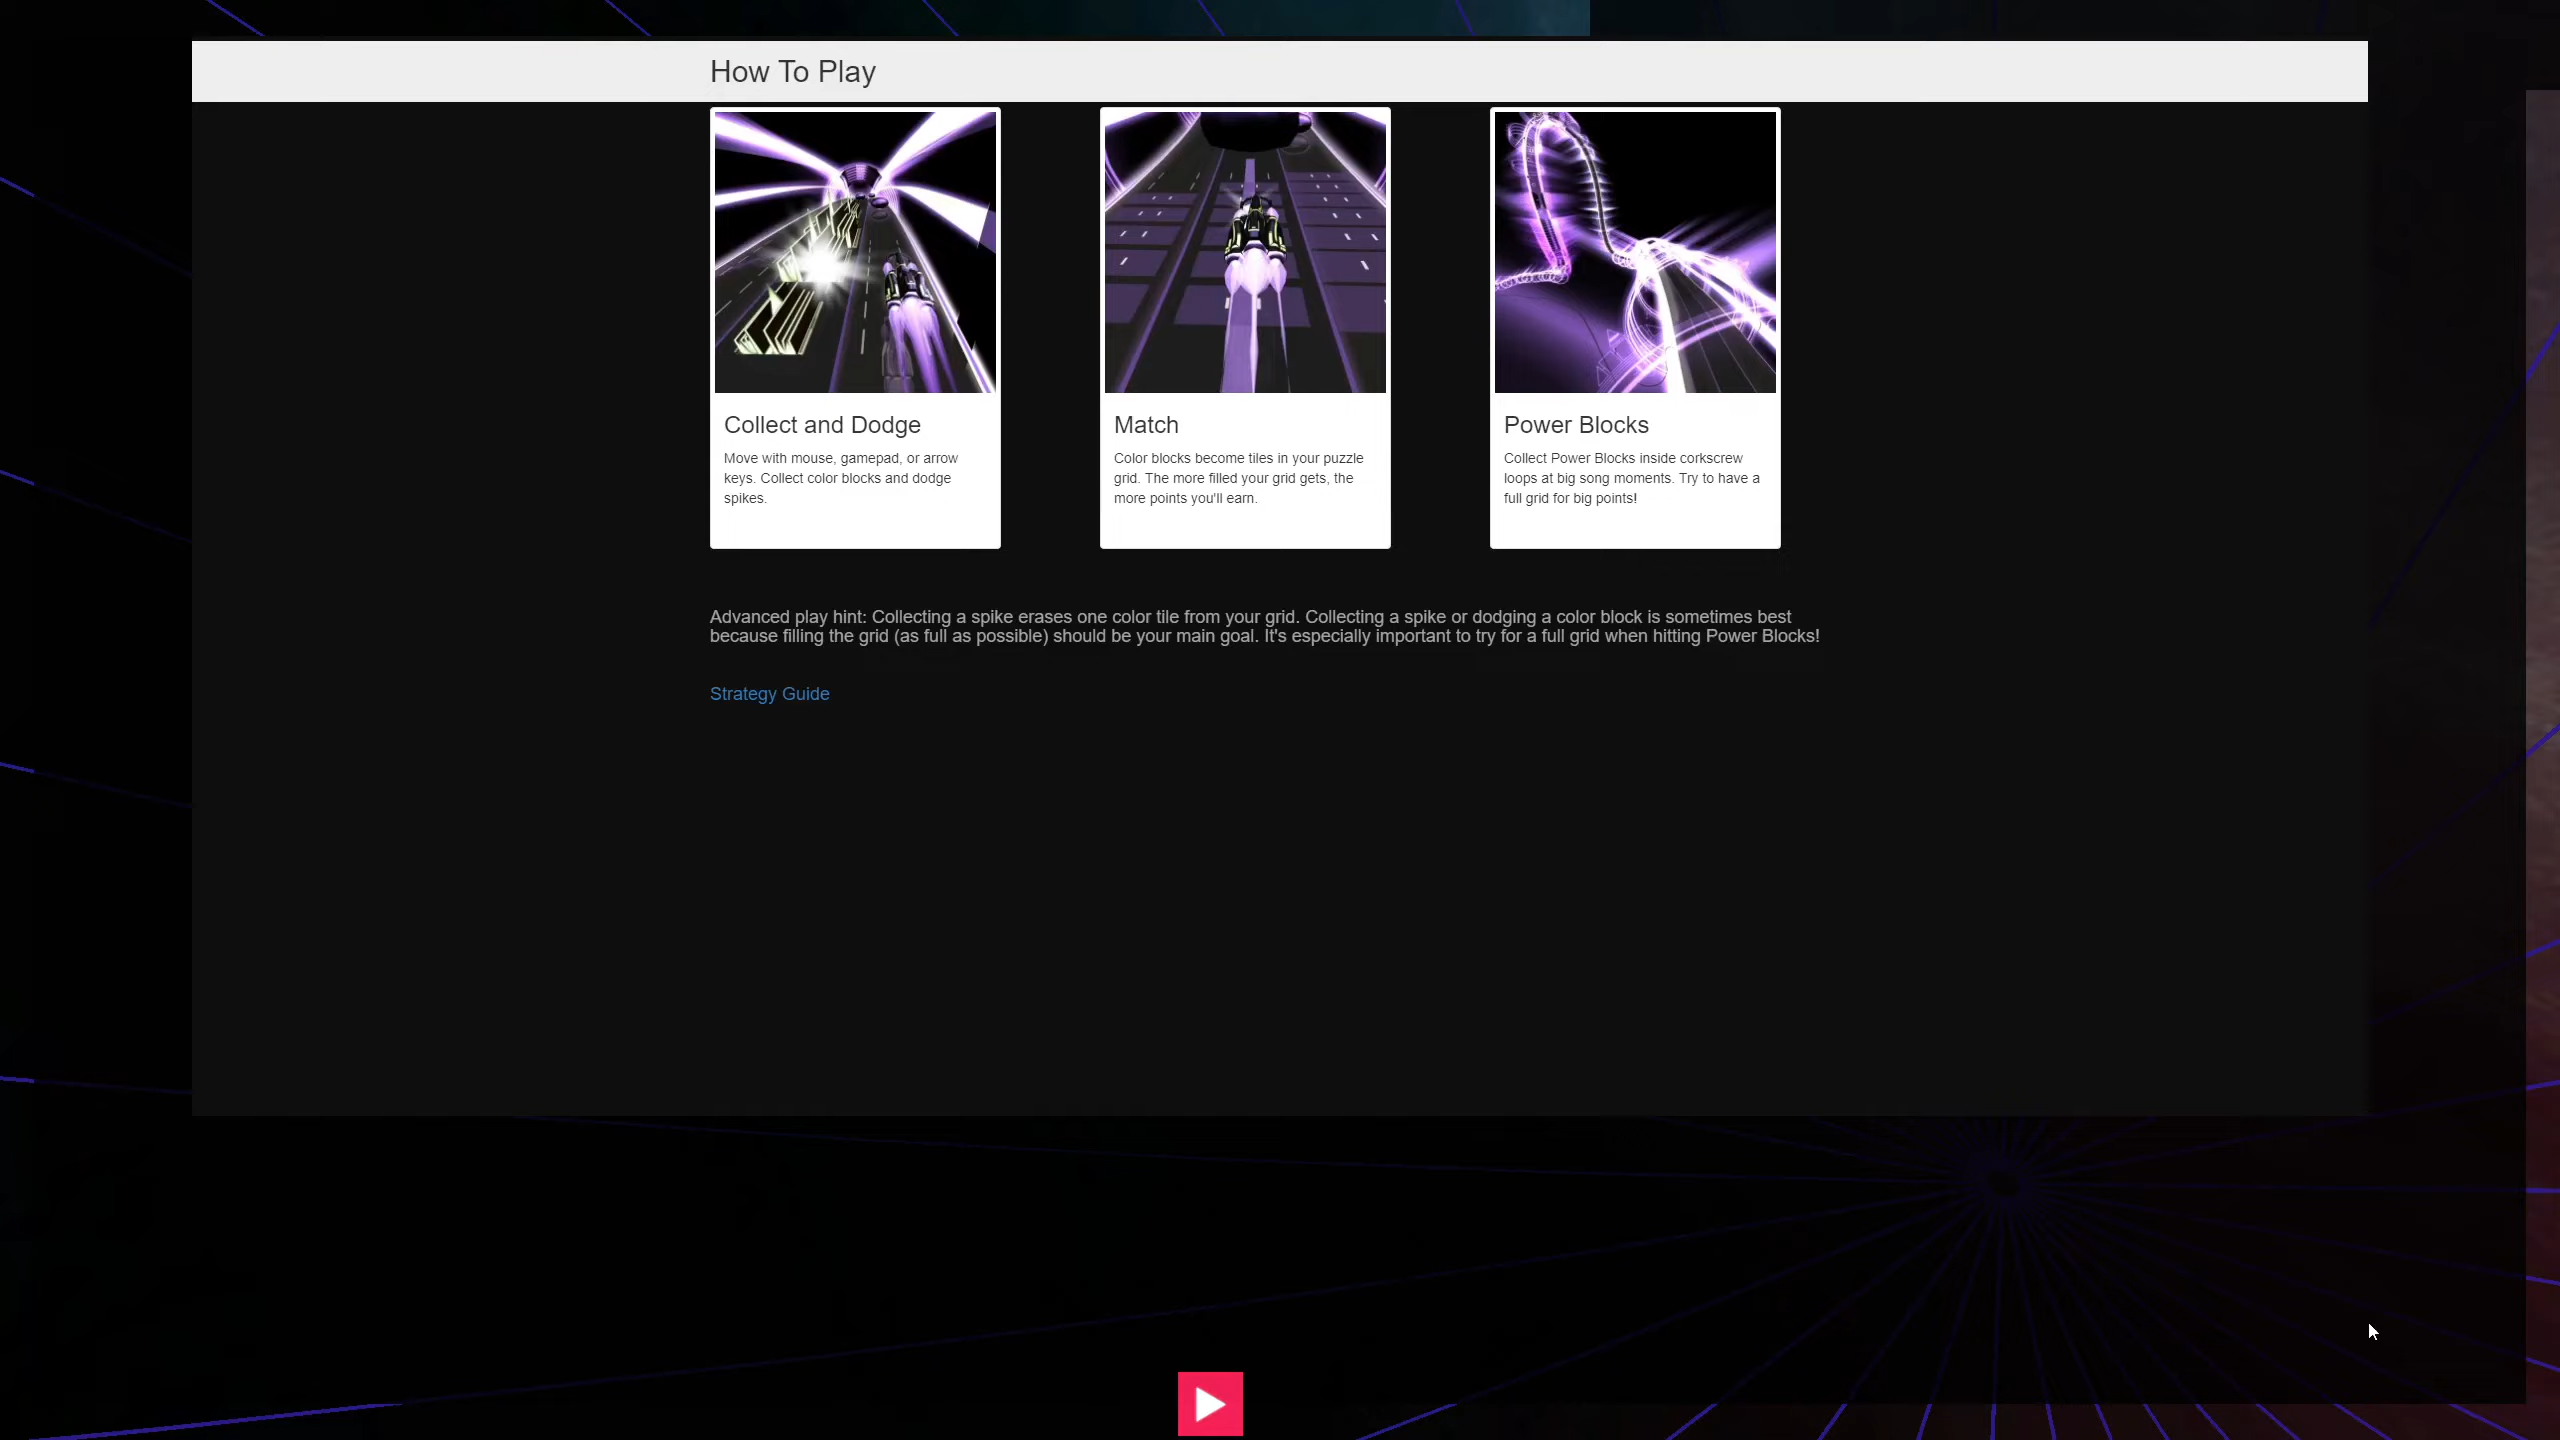 How To Play
Collect and Dodge
Move with mouse, gamepad, or arrow
keys. Collect color blocks and dodge
spikes.
Match
Color blocks become tiles in your puzzle
grid. The more filled your grid gets, the
more points you'll earn.
Power Blocks
Collect Power Blocks inside corkscrew
loops at big song moments. Try to have a
full grid for big points!
Advanced play hint: Collecting a spike erases one color tile from your grid. Collecting a spike or dodging a color block is sometimes best
because filling the grid (as full as possible) should be your main goal. It's especially important to try for a full grid when hitting Power Blocks!
Strategy Guide